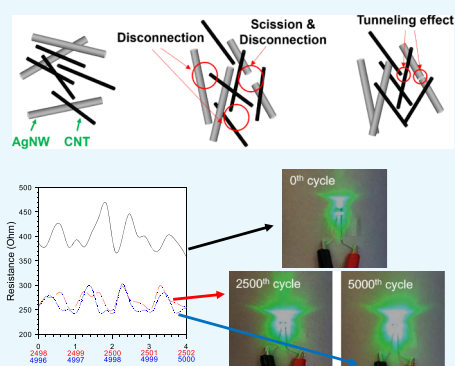 Tunneling effect
Scission &
Disconnection
Disconnection
AgNW CNT
0th cycle
2500th cycle
5000th cycle
Resistance (Ohm)
500
450
400
350
300
250
200
0 1 2 3 4
2498 2499 2500 2501 2502
4996 4997 4998 4999 5000